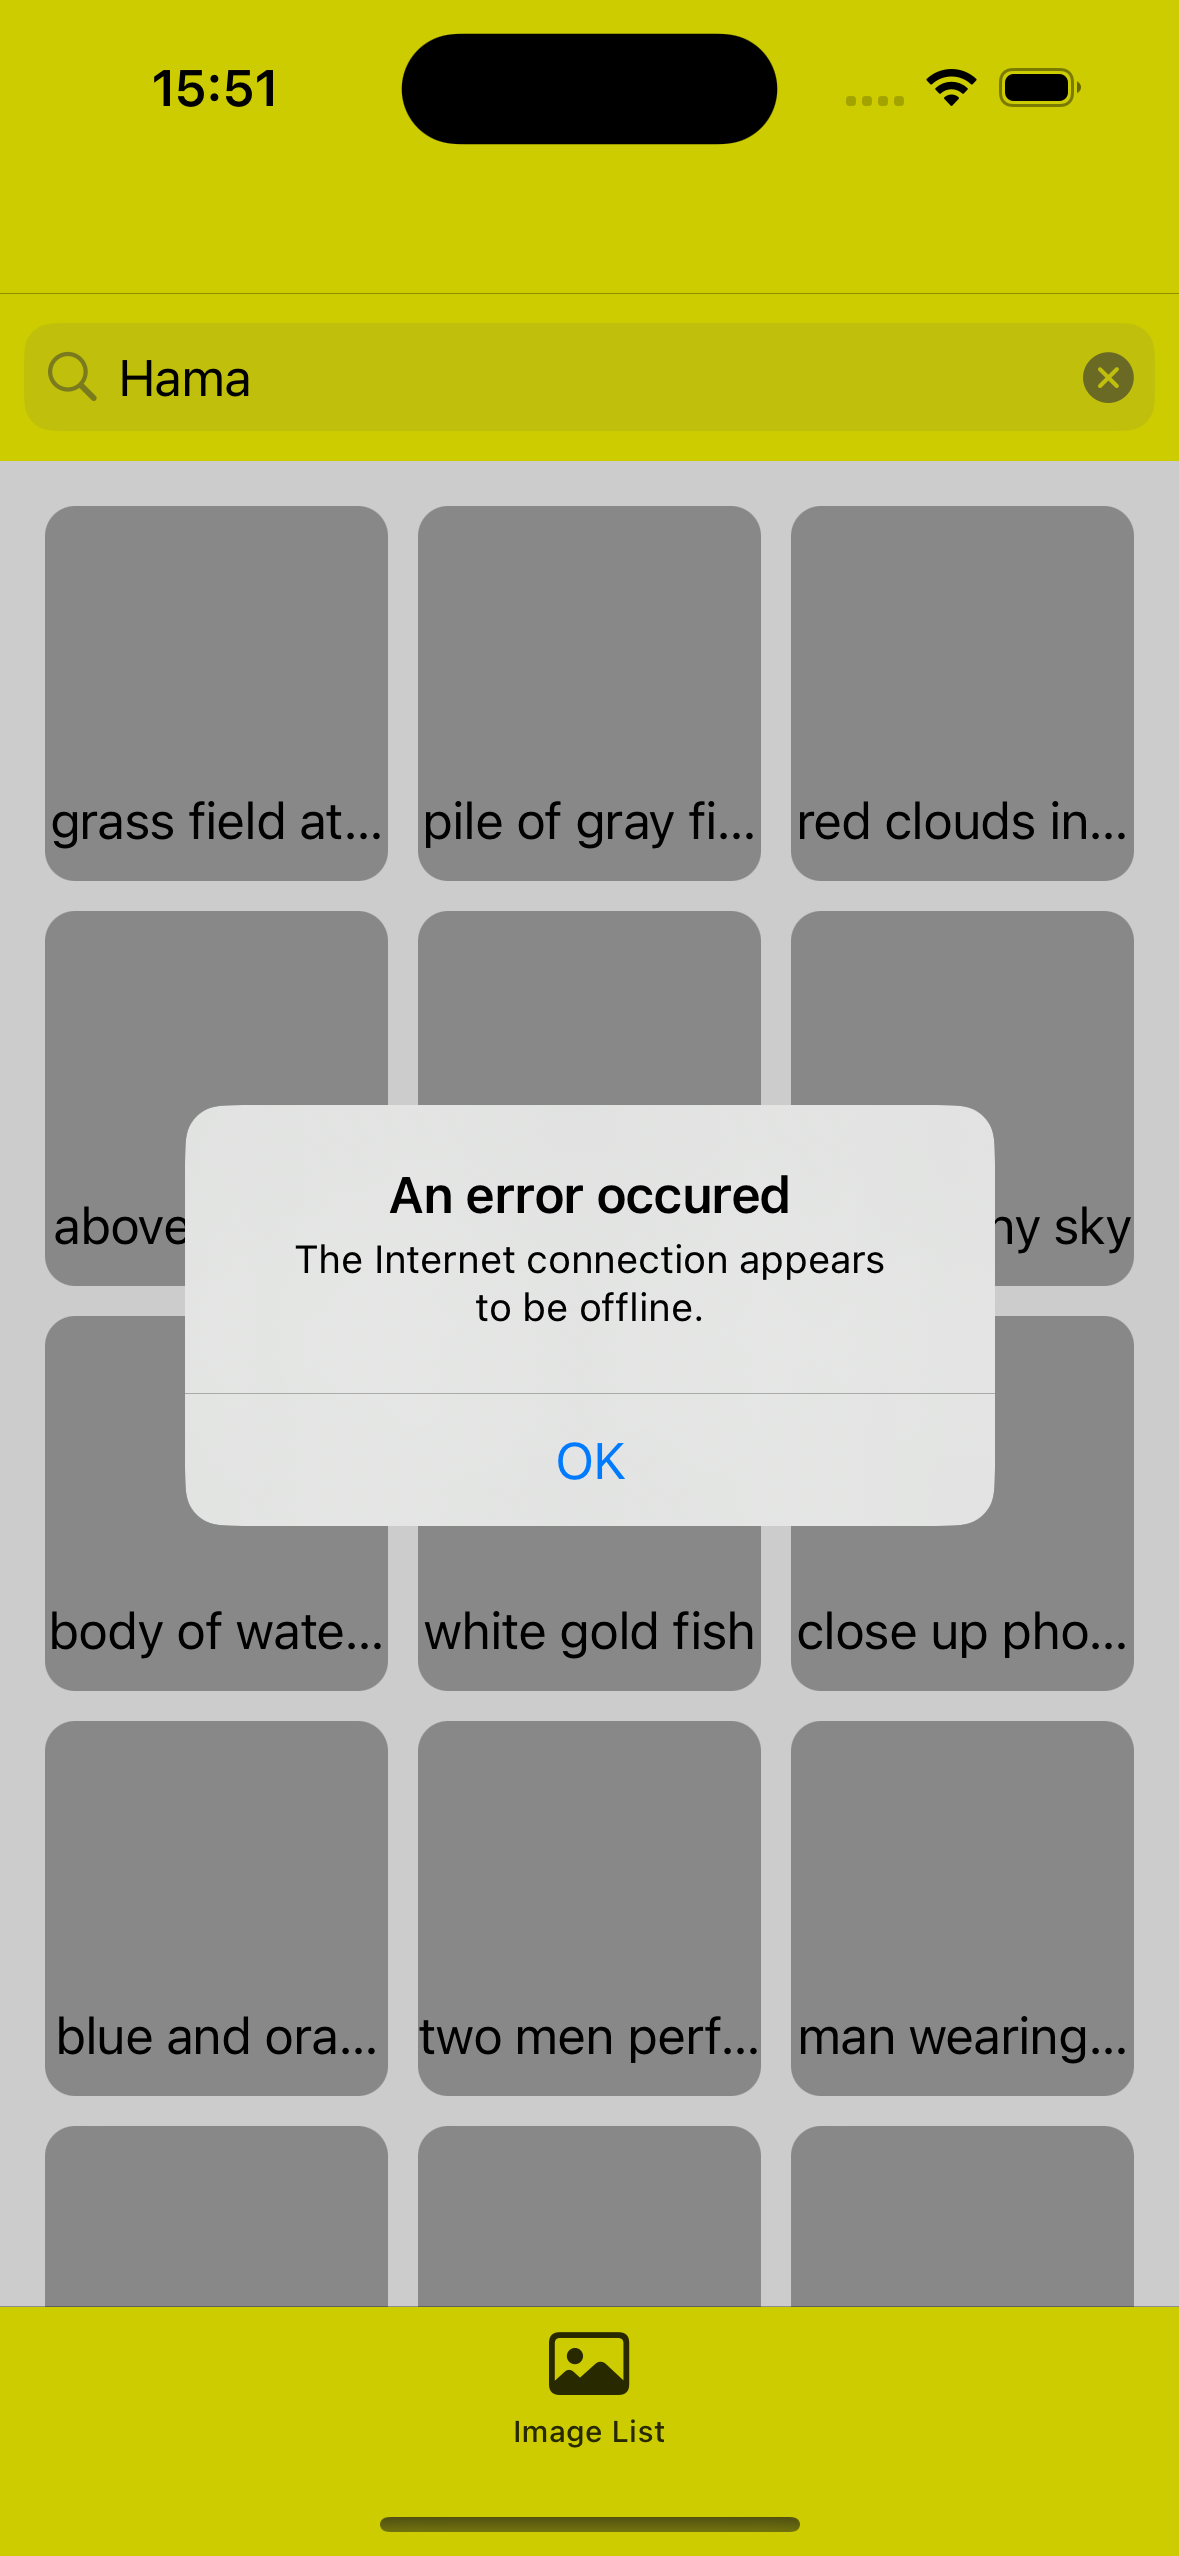 15:51
Hama
grass field at...
pile of gray fi...
red clouds in...
above
ny sky
An error occured
The Internet connection appears
to be offline.
OK
body of wate...
white gold fish
close up pho...
blue and ora...
two men perf...
man wearing...
Image List